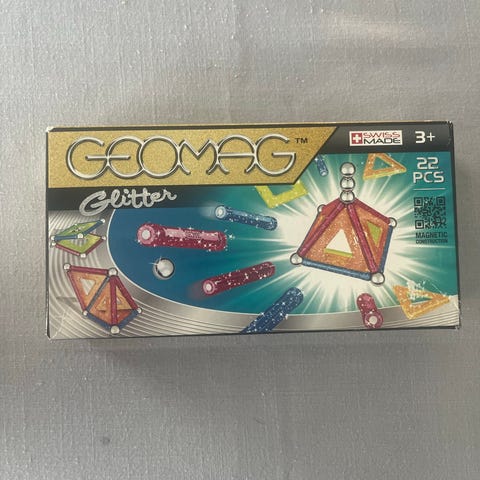 GEOMAG™
Glitter
SWISS
MADE
3+
22
PCS
MAGNETIC
CONSTRUCTION